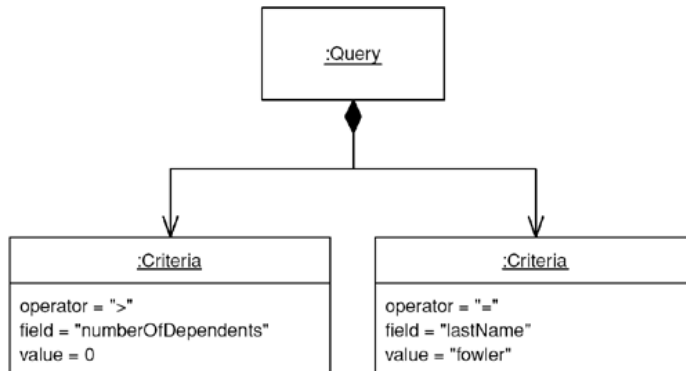 :Query
:Criteria
operator = ">"
field = "numberOfDependents"
value = 0
:Criteria
operator = "="
field = "lastName"
value = "fowler"